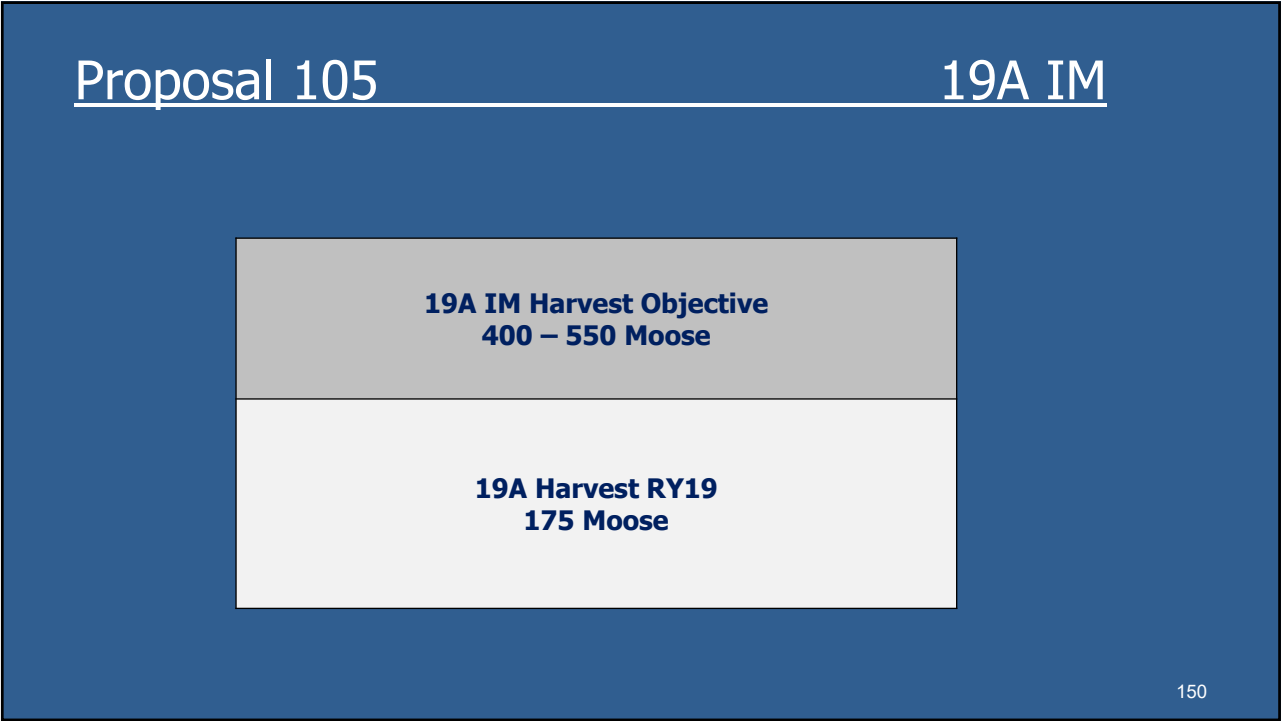 Proposal 105 19A IM
19A IM Harvest Objective
400 – 550 Moose
19A Harvest RY19
175 Moose
150